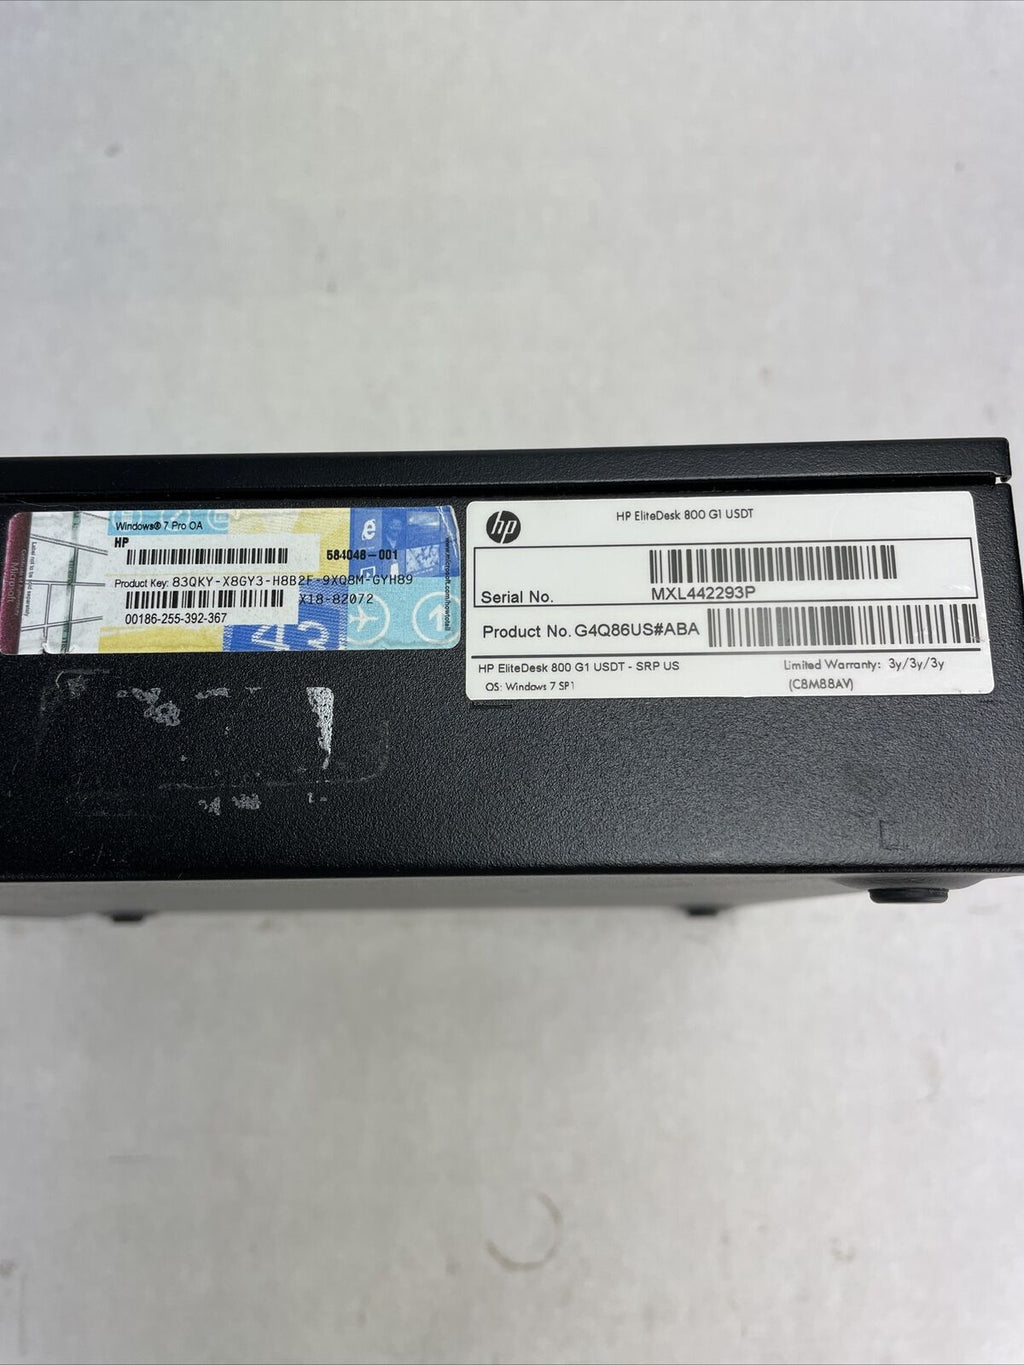 Windows® 7 Pro OA
HP
584048-001
Product Key: 83QKY-X8GY3-H8B2F-9XQ8M-GYH89
X18-82072
00186-255-392-367
hp
HP EliteDesk 800 G1 USDT
Serial No.
MXL442293P
Product No. G4Q86US#ABA
HP EliteDesk 800 G1 USDT - SRP US
Limited Warranty: 3y/3y/3y
OS: Windows 7 SP1
(C8M88AV)